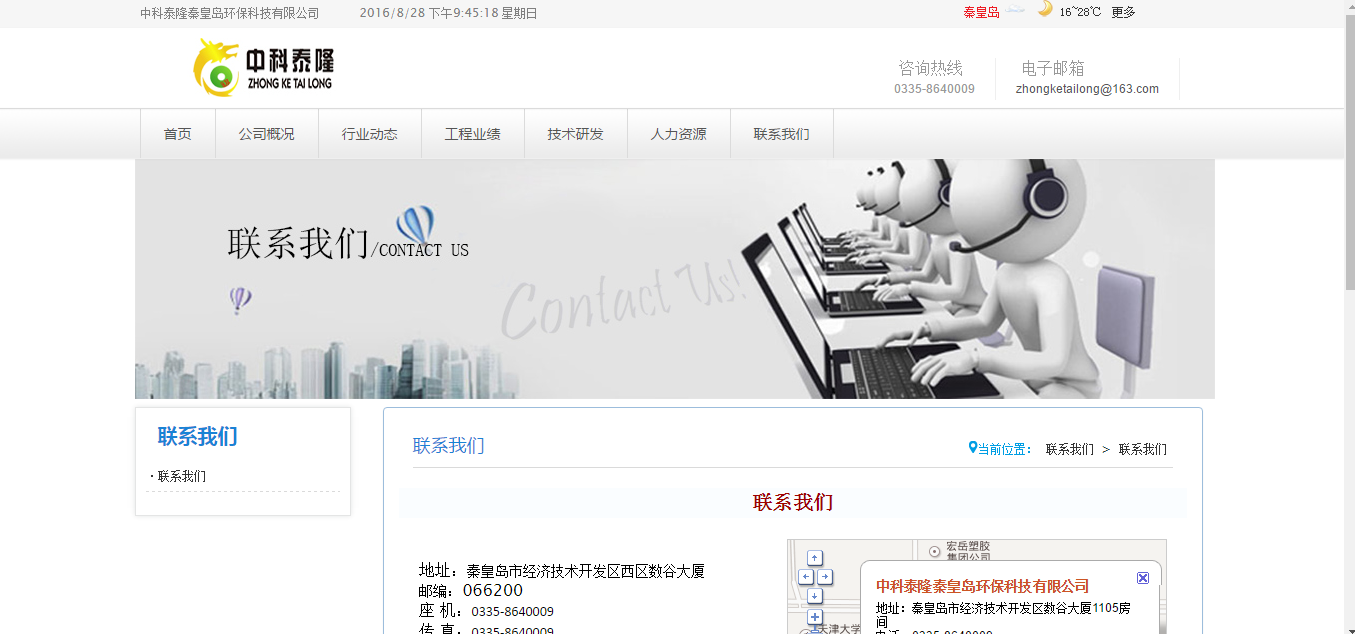 中科泰隆秦皇岛环保科技有限公司 2016/8/28 下午9:45:18 星期日 秦皇岛 16~28℃ 更多
中科泰隆
ZHONG KE TAI LONG
咨询热线
0335-8640009
电子邮箱
zhongketailong@163.com
首页 公司概况 行业动态 工程业绩 技术研发 人力资源 联系我们
联系我们/CONTACT US
Contact Us!
联系我们
· 联系我们
联系我们
当前位置： 联系我们 > 联系我们
联系我们
地址：秦皇岛市经济技术开发区西区数谷大厦
邮编：066200
座 机：0335-8640009
传 真：0335-8640009
宏岳塑胶
集团公司
中科泰隆秦皇岛环保科技有限公司
地址：秦皇岛市经济技术开发区数谷大厦1105房
间
电话：0335-8640009
天津大学